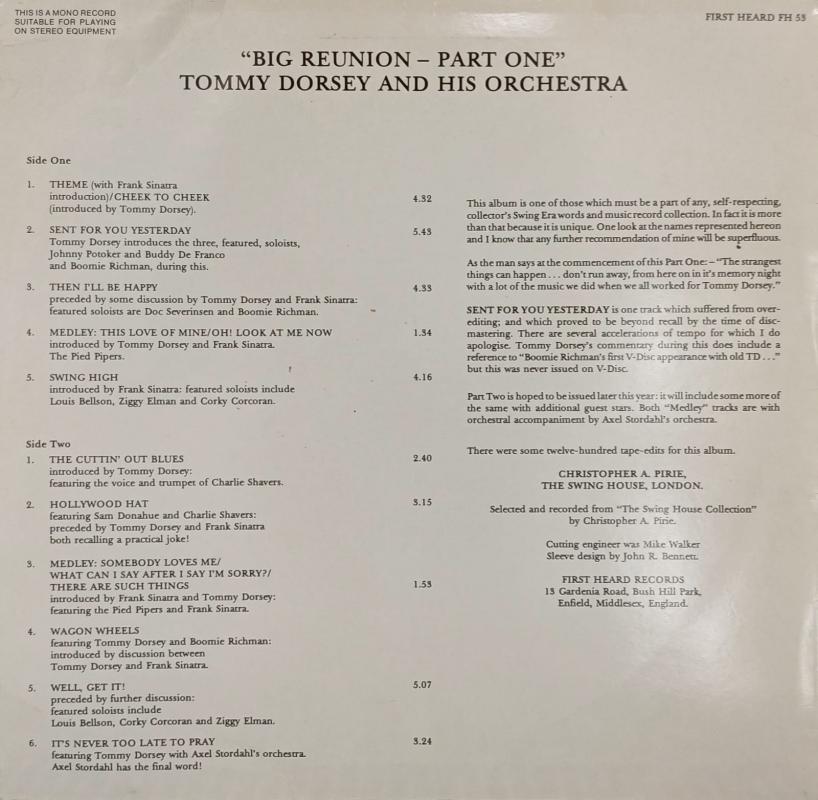 THIS IS A MONO RECORD
SUITABLE FOR PLAYING
ON STEREO EQUIPMENT
FIRST HEARD FH 53
“BIG REUNION – PART ONE”
TOMMY DORSEY AND HIS ORCHESTRA
Side One
1. THEME (with Frank Sinatra
introduction)/CHEEK TO CHEEK 4.32
(introduced by Tommy Dorsey).
2. SENT FOR YOU YESTERDAY 5.43
Tommy Dorsey introduces the three, featured, soloists,
Johnny Potoker and Buddy De Franco
and Boomie Richman, during this.
3. THEN I'LL BE HAPPY 4.33
preceded by some discussion by Tommy Dorsey and Frank Sinatra:
featured soloists are Doc Severinsen and Boomie Richman.
4. MEDLEY: THIS LOVE OF MINE/OH! LOOK AT ME NOW 1.34
introduced by Tommy Dorsey and Frank Sinatra.
The Pied Pipers.
5. SWING HIGH 4.16
introduced by Frank Sinatra: featured soloists include
Louis Bellson, Ziggy Elman and Corky Corcoran.
Side Two
1. THE CUTTIN' OUT BLUES 2.40
introduced by Tommy Dorsey:
featuring the voice and trumpet of Charlie Shavers.
2. HOLLYWOOD HAT 3.15
featuring Sam Donahue and Charlie Shavers:
preceded by Tommy Dorsey and Frank Sinatra
both recalling a practical joke!
3. MEDLEY: SOMEBODY LOVES ME/
WHAT CAN I SAY AFTER I SAY I'M SORRY?/
THERE ARE SUCH THINGS 1.53
introduced by Frank Sinatra and Tommy Dorsey:
featuring the Pied Pipers and Frank Sinatra.
4. WAGON WHEELS
featuring Tommy Dorsey and Boomie Richman:
introduced by discussion between
Tommy Dorsey and Frank Sinatra.
5. WELL, GET IT! 5.07
preceded by further discussion:
featured soloists include
Louis Bellson, Corky Corcoran and Ziggy Elman.
6. IT'S NEVER TOO LATE TO PRAY 3.24
featuring Tommy Dorsey with Axel Stordahl's orchestra.
Axel Stordahl has the final word!
This album is one of those which must be a part of any, self-respecting,
collector's Swing Era words and music record collection. In fact it is more
than that because it is unique. One look at the names represented hereon
and I know that any further recommendation of mine will be superfluous.
As the man says at the commencement of this Part One:–“The strangest
things can happen . . . don't run away, from here on in it's memory night
with a lot of the music we did when we all worked for Tommy Dorsey.”
SENT FOR YOU YESTERDAY is one track which suffered from over-
editing; and which proved to be beyond recall by the time of disc-
mastering. There are several accelerations of tempo for which I do
apologise. Tommy Dorsey's commentary during this does include a
reference to “Boomie Richman's first V-Disc appearance with old TD . . .”
but this was never issued on V-Disc.
Part Two is hoped to be issued later this year: it will include some more of
the same with additional guest stars. Both “Medley” tracks are with
orchestral accompaniment by Axel Stordahl's orchestra.
There were some twelve-hundred tape-edits for this album.
CHRISTOPHER A. PIRIE,
THE SWING HOUSE, LONDON.
Selected and recorded from “The Swing House Collection”
by Christopher A. Pirie.
Cutting engineer was Mike Walker
Sleeve design by John R. Bennett.
FIRST HEARD RECORDS
13 Gardenia Road, Bush Hill Park,
Enfield, Middlesex, England.